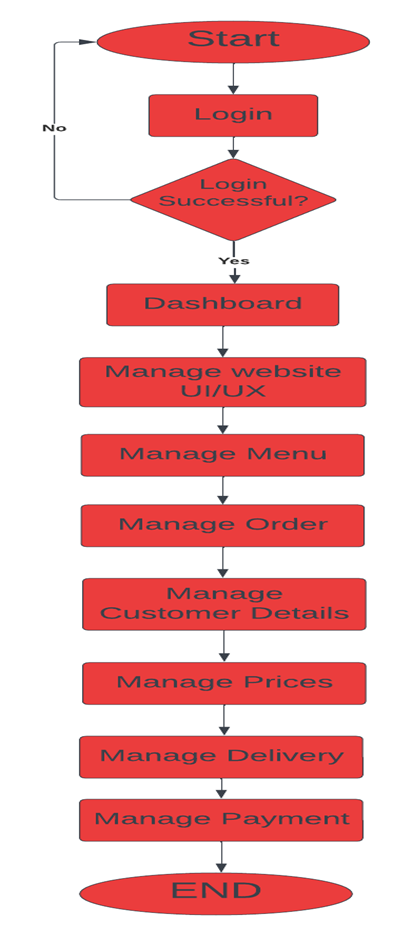 Start
Login
No
Login
Successful?
Yes
Dashboard
Manage website
UI/UX
Manage Menu
Manage Order
Manage
Customer Details
Manage Prices
Manage Delivery
Manage Payment
END